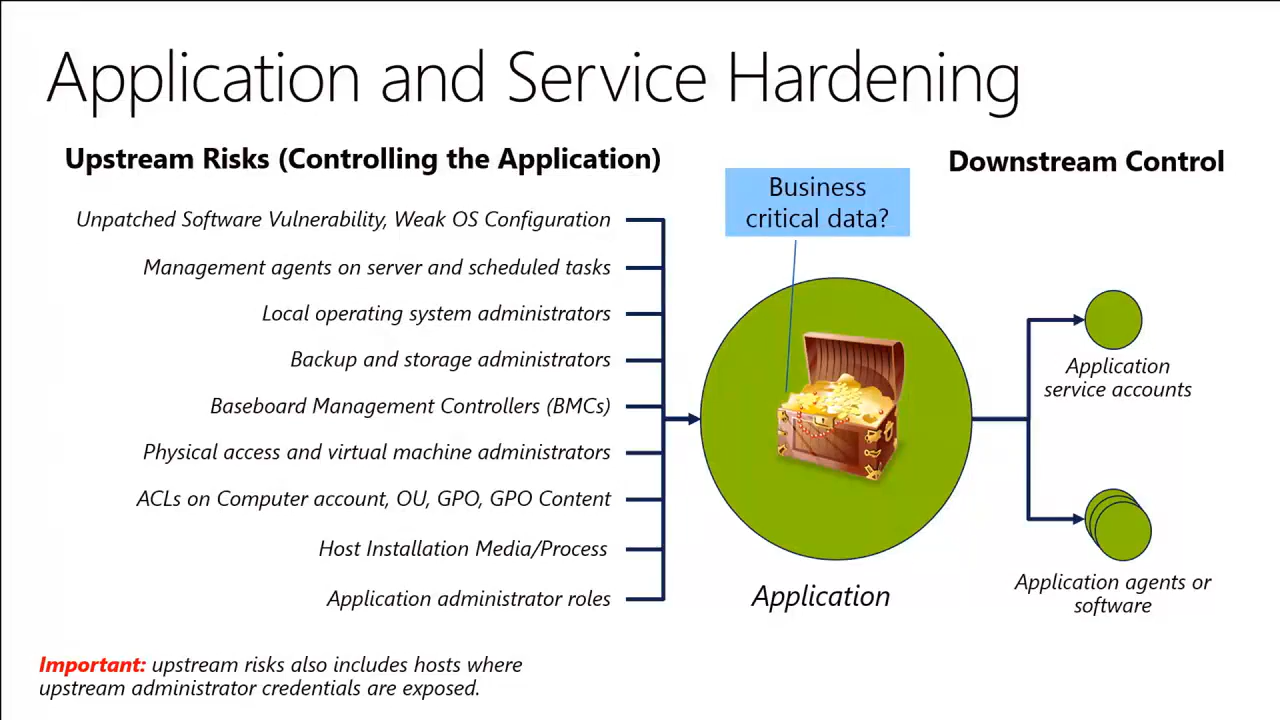 Application and Service Hardening
Upstream Risks (Controlling the Application)
Unpatched Software Vulnerability, Weak OS Configuration
Management agents on server and scheduled tasks
Local operating system administrators
Backup and storage administrators
Baseboard Management Controllers (BMCs)
Physical access and virtual machine administrators
ACLs on Computer account, OU, GPO, GPO Content
Host Installation Media/Process
Application administrator roles
Important: upstream risks also includes hosts where
upstream administrator credentials are exposed.
Business
critical data?
Application
Downstream Control
Application
service accounts
Application agents or
software